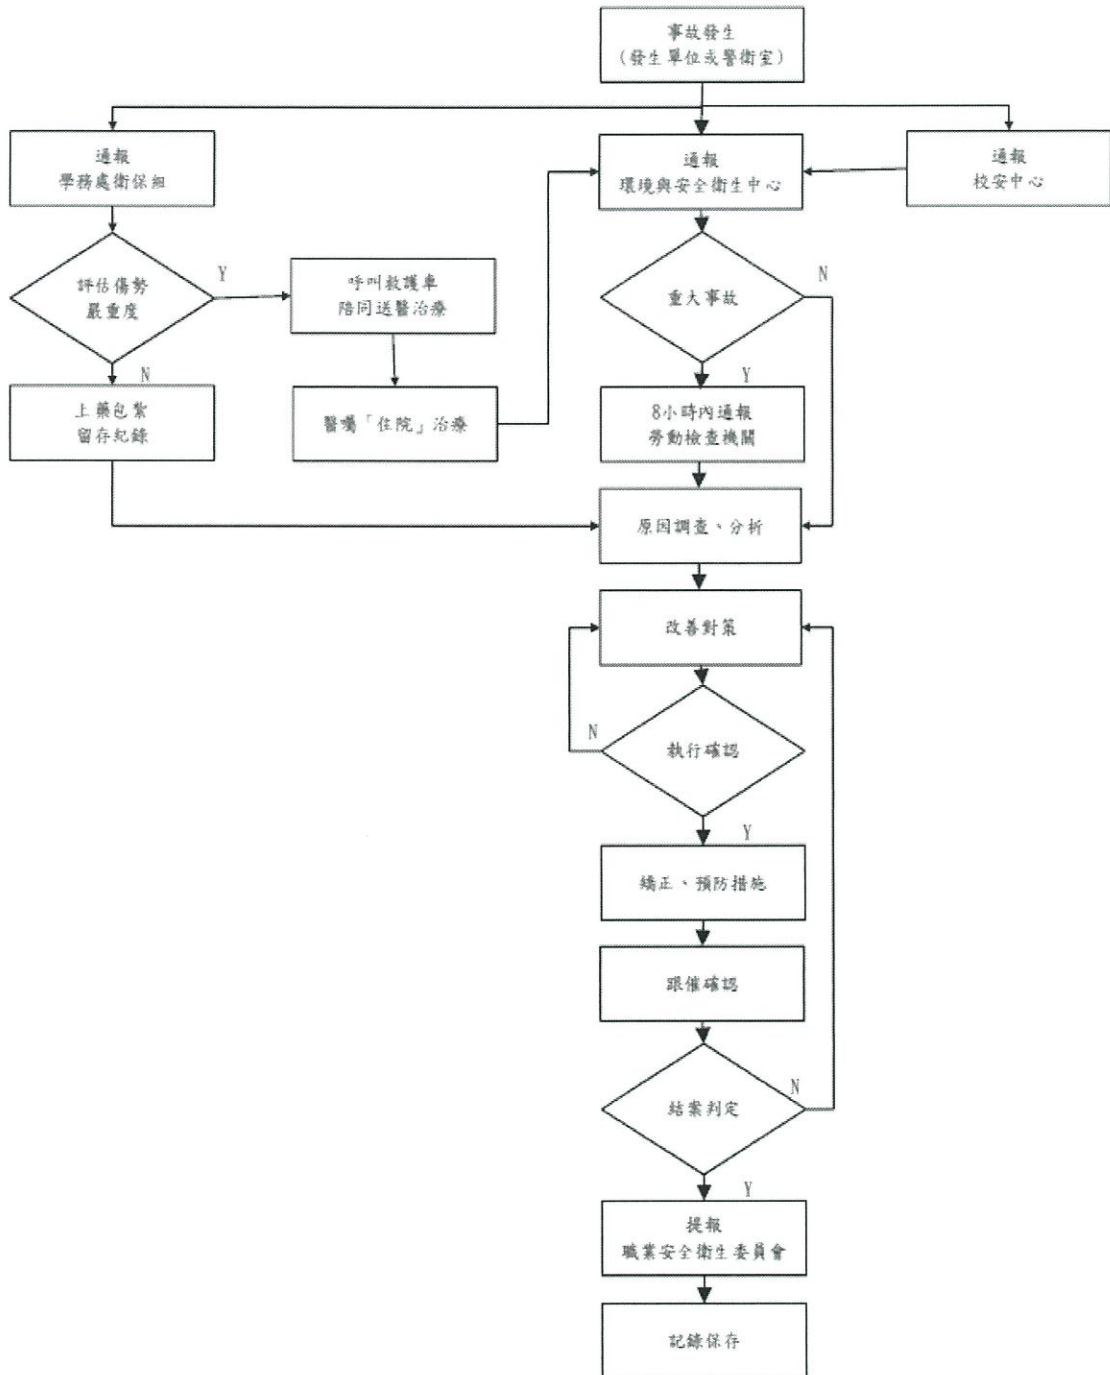 事故發生
(發生單位或警衛室)
通報
學務處衛保組
通報
環境與安全衛生中心
通報
校安中心
評估傷勢
嚴重度
Y
呼叫救護車
陪同送醫治療
重大事故
N
N
上藥包紮
留存紀錄
醫囑「住院」治療
Y
8小時內通報
勞動檢查機關
原因調查、分析
改善對策
N
執行確認
Y
矯正、預防措施
跟催確認
結案判定
N
Y
提報
職業安全衛生委員會
記錄保存